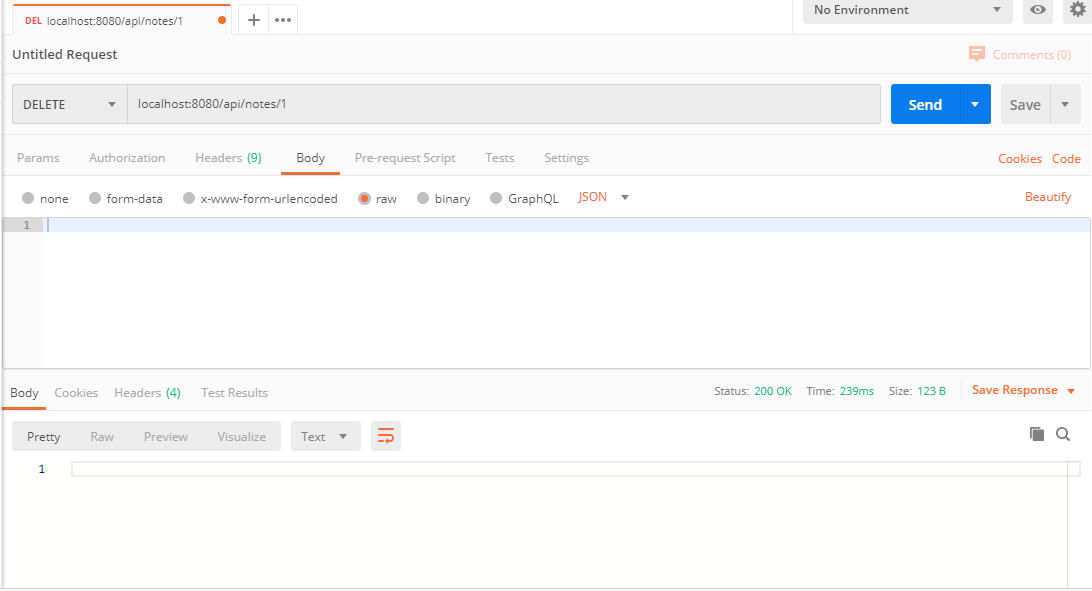 DEL localhost:8080/api/notes/1 No Environment
Untitled Request Comments (0)
DELETE localhost:8080/api/notes/1 Send Save
Params Authorization Headers (9) Body Pre-request Script Tests Settings Cookies Code
none form-data x-www-form-urlencoded raw binary GraphQL JSON Beautify
1
Body Cookies Headers (4) Test Results Status: 200 OK Time: 239ms Size: 123 B Save Response
Pretty Raw Preview Visualize Text
1